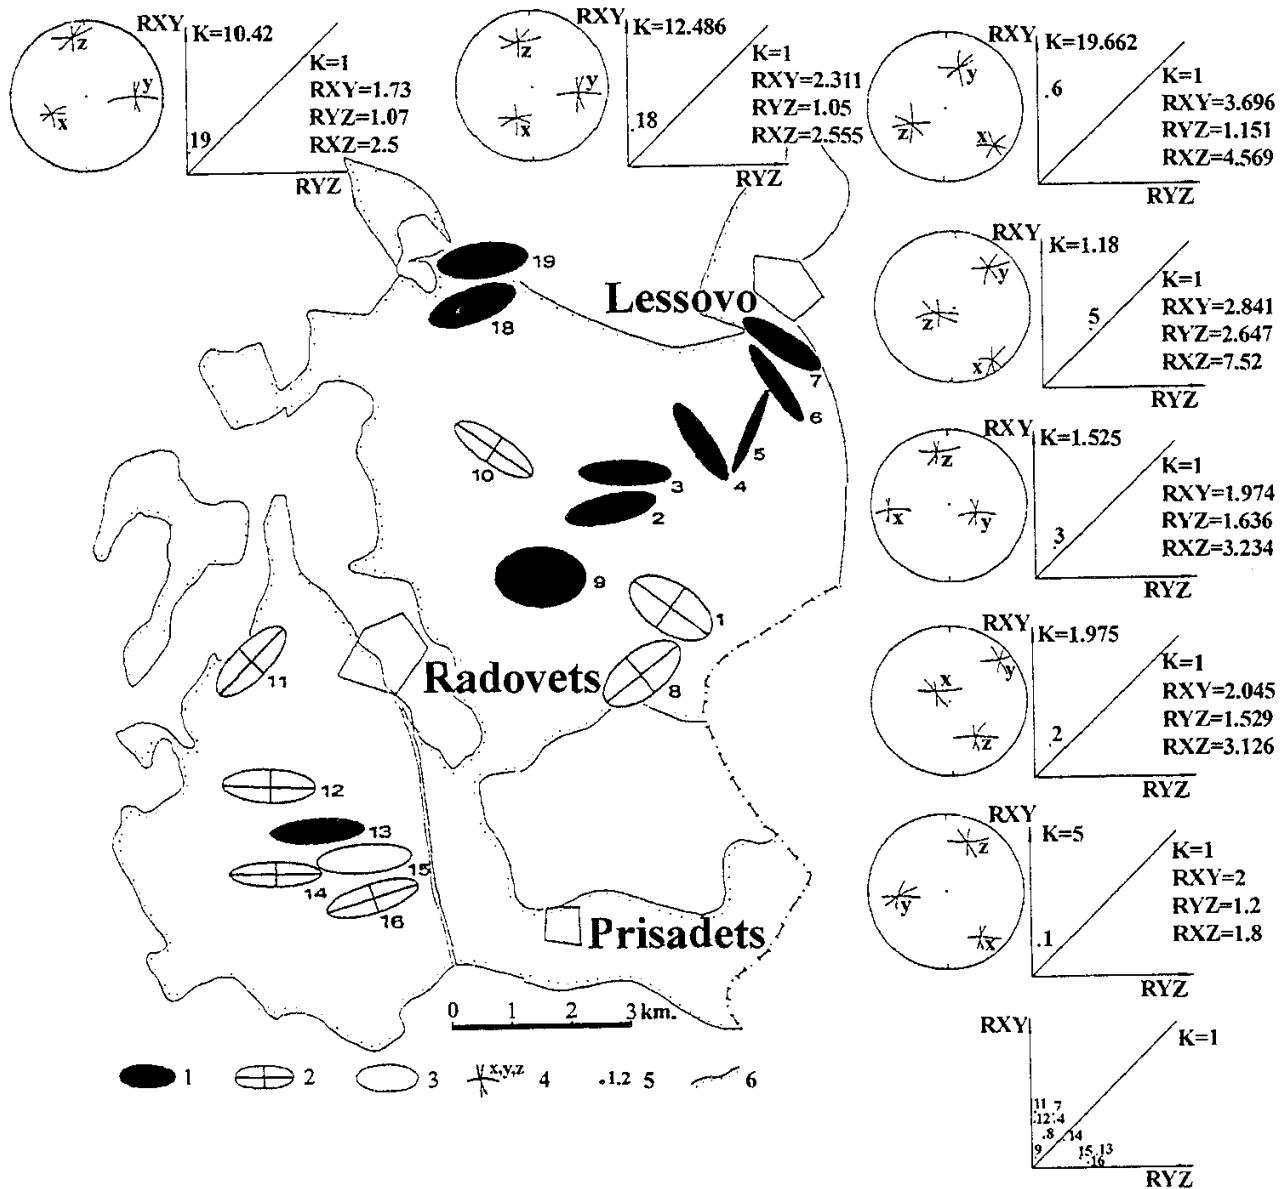 RXY
K=10.42
K=1
RXY=1.73
RYZ=1.07
RXZ=2.5
RYZ
19
z
y
x
RXY
K=12.486
K=1
RXY=2.311
RYZ=1.05
RXZ=2.555
RYZ
18
z
y
x
RXY
K=19.662
K=1
RXY=3.696
RYZ=1.151
RXZ=4.569
RYZ
6
y
z
x
RXY
K=1.18
K=1
RXY=2.841
RYZ=2.647
RXZ=7.52
RYZ
5
y
z
x
RXY
K=1.525
K=1
RXY=1.974
RYZ=1.636
RXZ=3.234
RYZ
3
z
x
y
RXY
K=1.975
K=1
RXY=2.045
RYZ=1.529
RXZ=3.126
RYZ
2
y
x
z
RXY
K=5
K=1
RXY=2
RYZ=1.2
RXZ=1.8
RYZ
.1
z
y
x
RXY
K=1
11 7
12 4
8 14
9 15 13
16
RYZ
19
18
Lessovo
7
6
5
4
10
3
2
9
1
8
11
Radovets
12
13
15
14
16
Prisadets
0 1 2 3 km.
1 2 3 x,y,z 4 .1,2 5 6